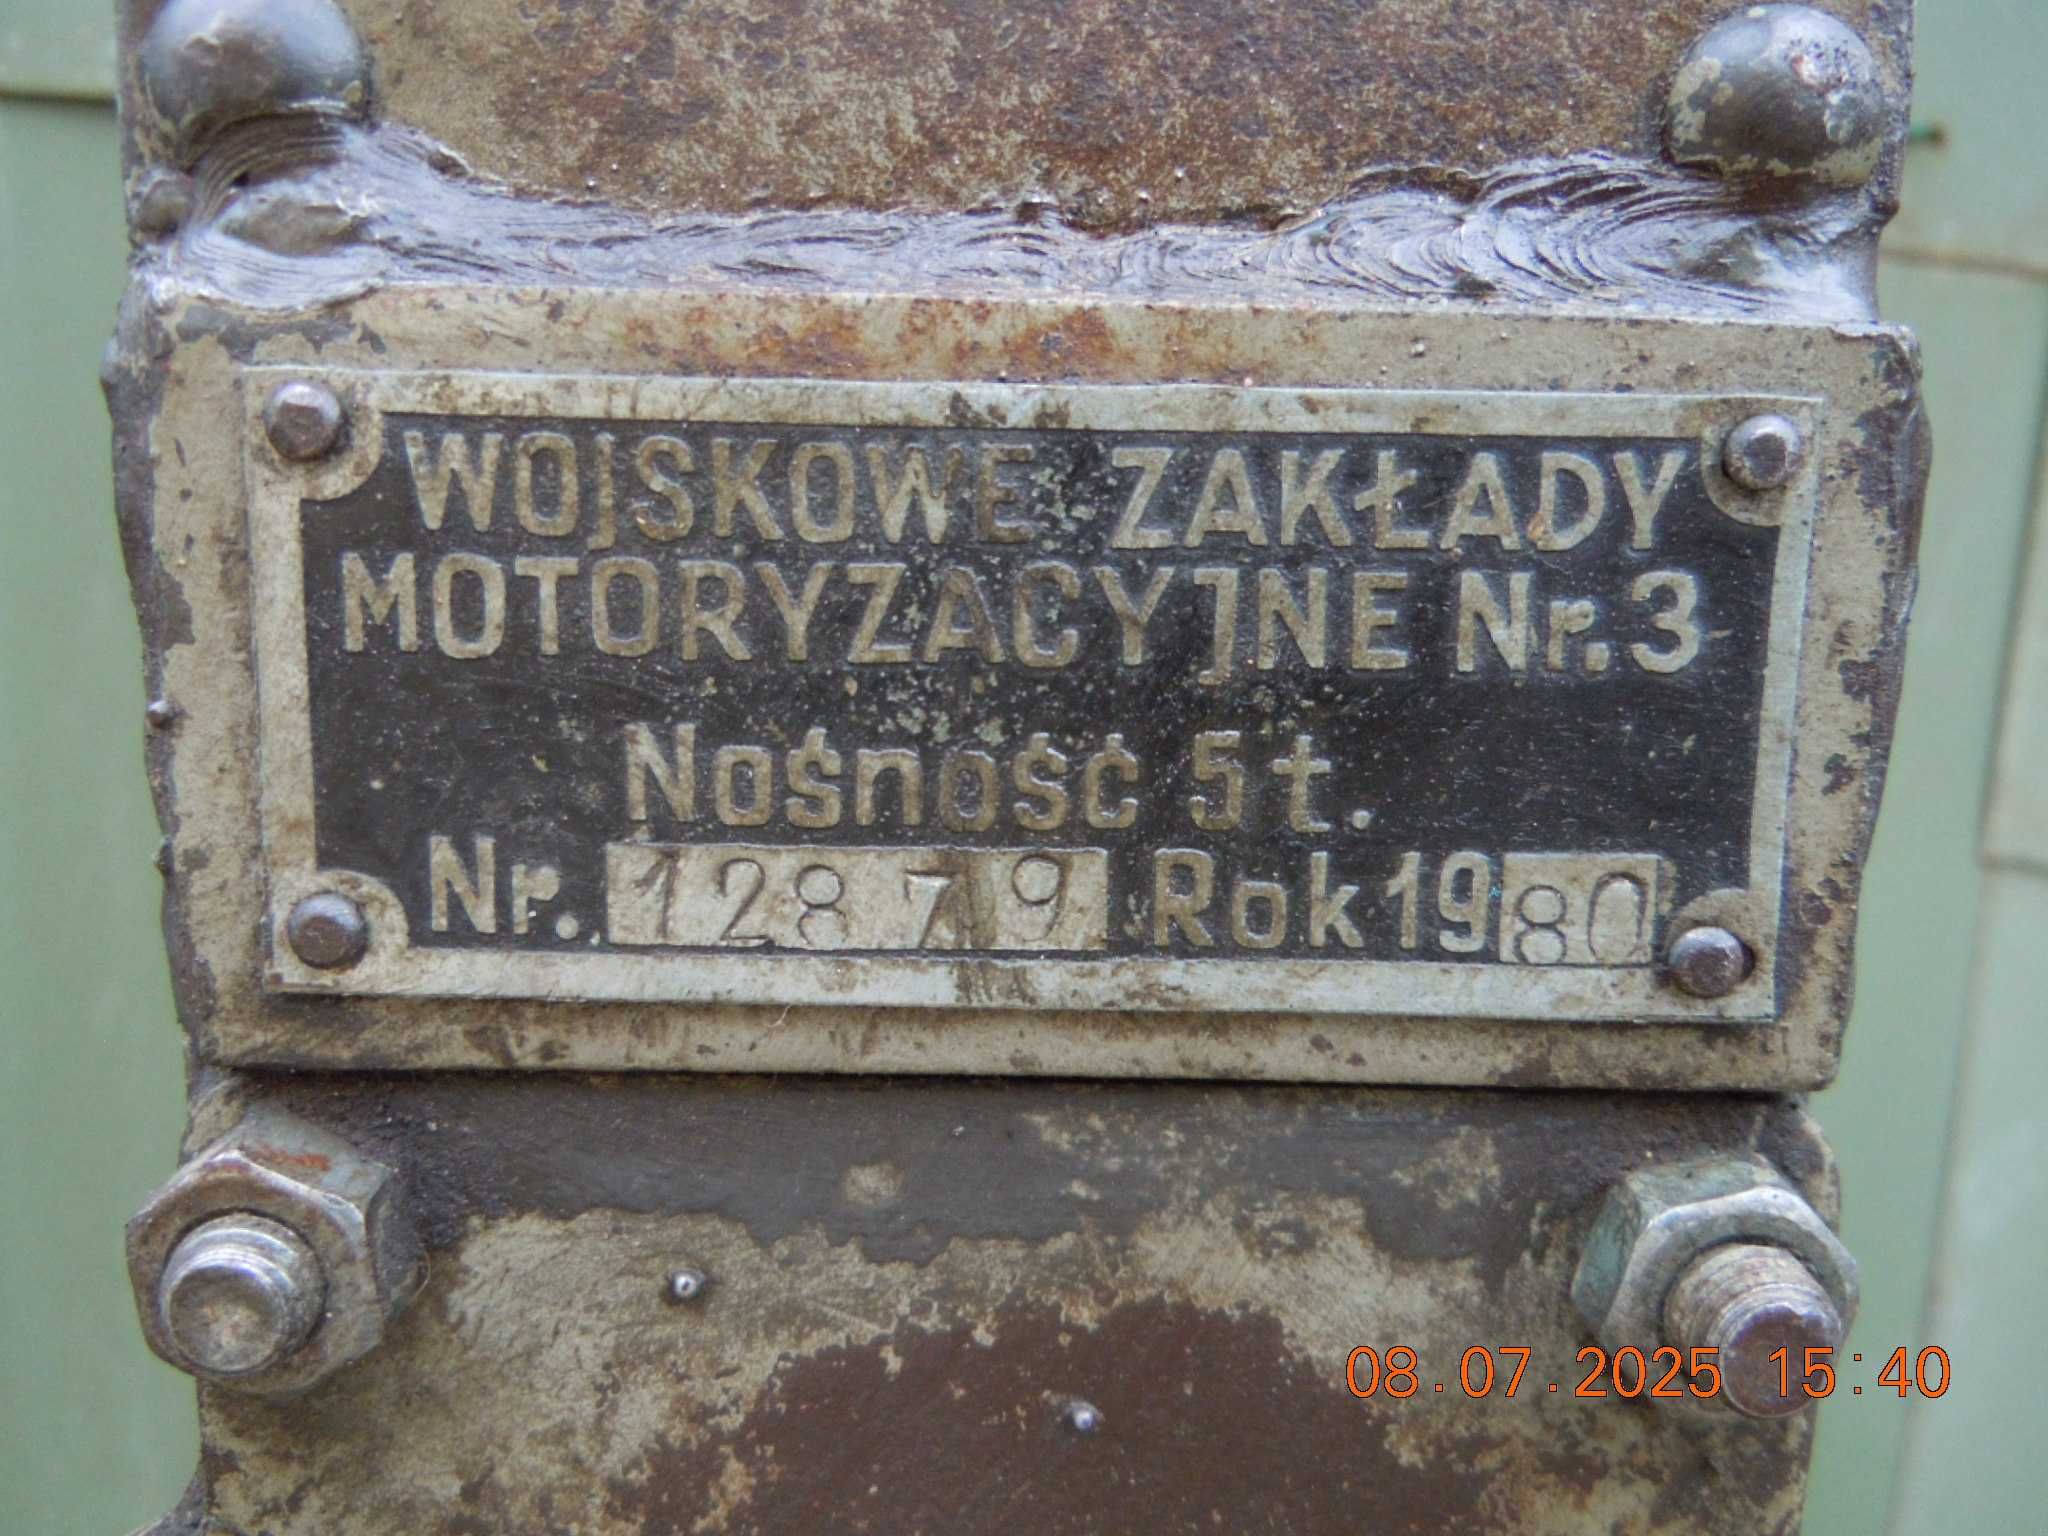 WOJSKOWE ZAKŁADY
MOTORYZACYJNE Nr. 3
Nośność 5 t.
Nr. 12879 Rok 1980
08.07.2025 15:40